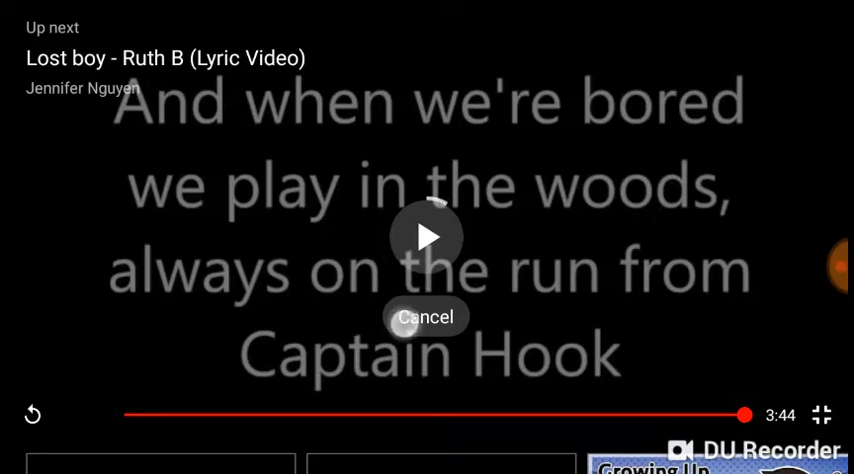 Up next
Lost boy - Ruth B (Lyric Video)
Jennifer Nguyen
And when we're bored
we play in the woods,
always on the run from
Cancel
Captain Hook
3:44
DU Recorder
Growing Up